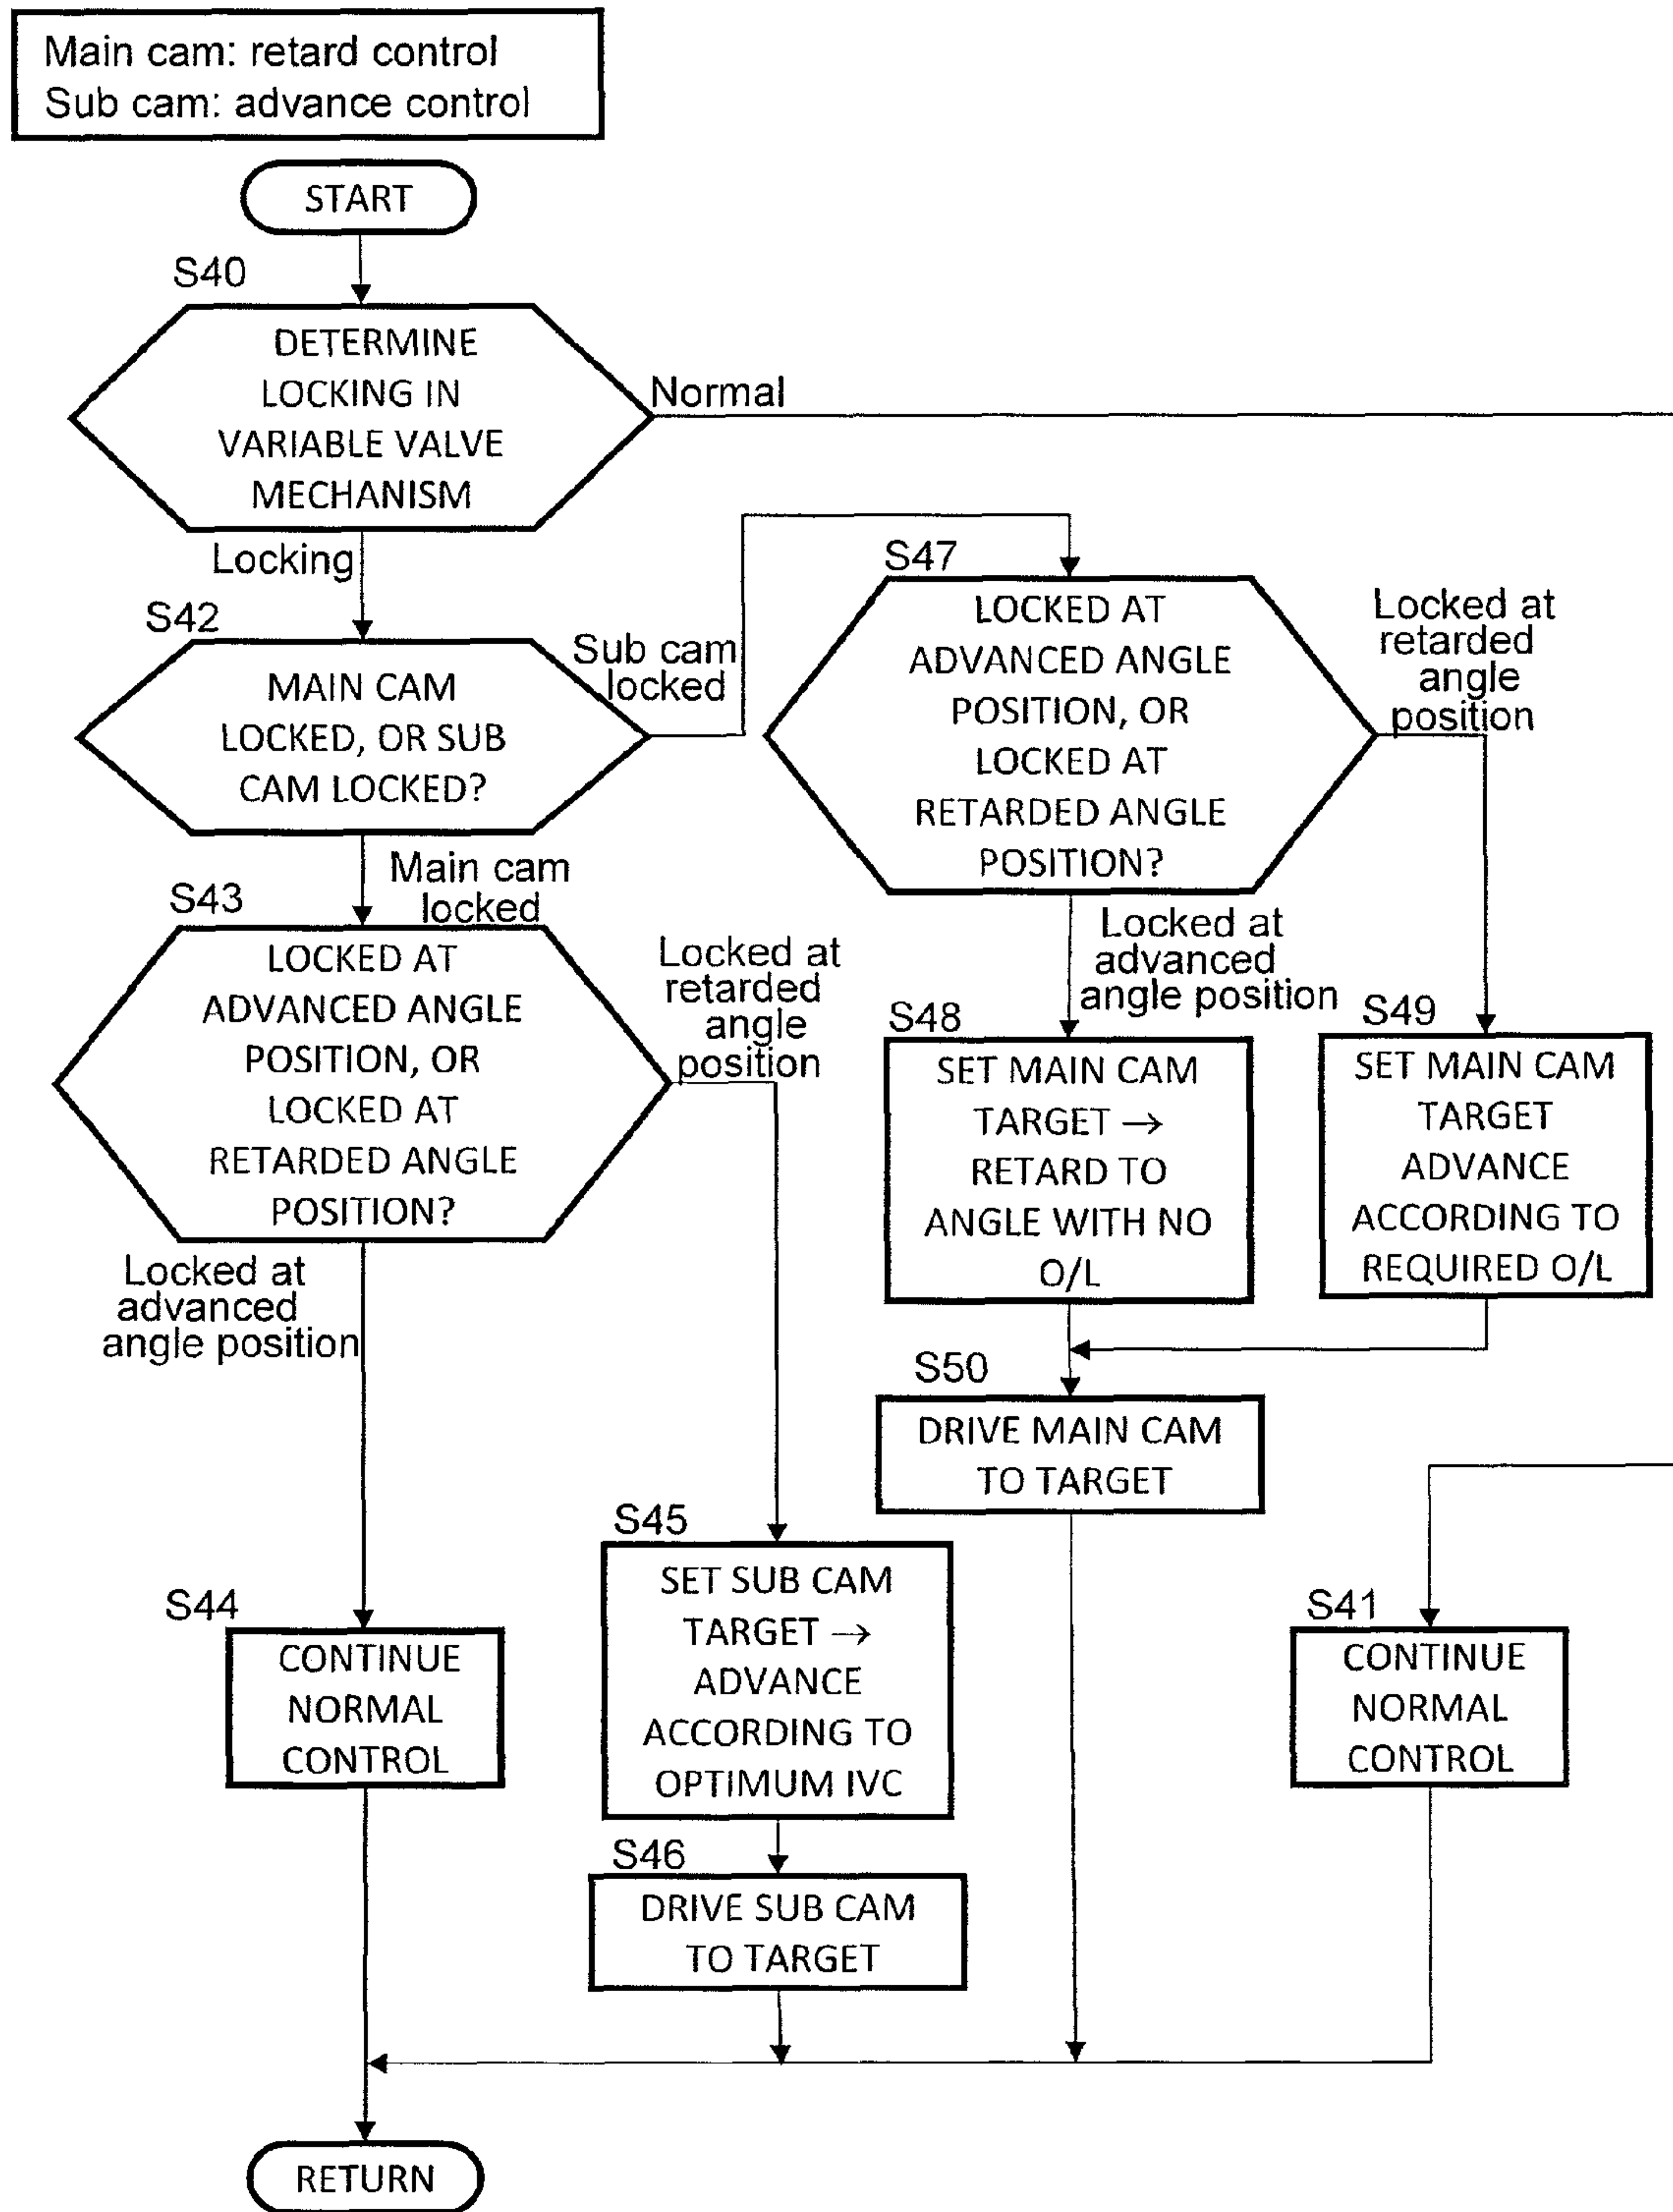 Main cam: retard control
Sub cam: advance control
START
S40
DETERMINE
LOCKING IN
VARIABLE VALVE
MECHANISM
Normal
Locking
S42
MAIN CAM
LOCKED, OR SUB
CAM LOCKED?
Sub cam
locked
Main cam
locked
S43
LOCKED AT
ADVANCED ANGLE
POSITION, OR
LOCKED AT
RETARDED ANGLE
POSITION?
Locked at
retarded
angle
position
Locked at
advanced
angle position
S44
CONTINUE
NORMAL
CONTROL
S45
SET SUB CAM
TARGET →
ADVANCE
ACCORDING TO
OPTIMUM IVC
S46
DRIVE SUB CAM
TO TARGET
S47
LOCKED AT
ADVANCED ANGLE
POSITION, OR
LOCKED AT
RETARDED ANGLE
POSITION?
Locked at
retarded
angle
position
Locked at
advanced
angle position
S48
SET MAIN CAM
TARGET →
RETARD TO
ANGLE WITH NO
O/L
S49
SET MAIN CAM
TARGET
ADVANCE
ACCORDING TO
REQUIRED O/L
S50
DRIVE MAIN CAM
TO TARGET
S41
CONTINUE
NORMAL
CONTROL
RETURN